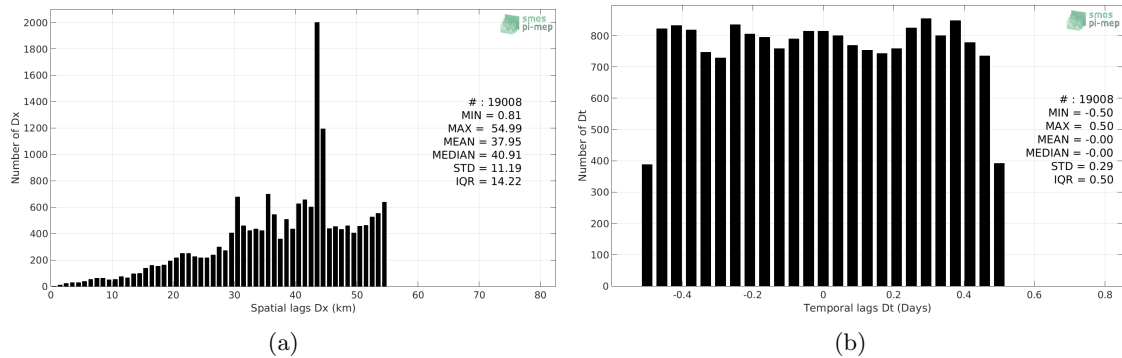 smos
pi-mep
2000
1800
1600
1400
1200
1000
800
600
400
200
0
Number of Dx
# : 19008
MIN = 0.81
MAX = 54.99
MEAN = 37.95
MEDIAN = 40.91
STD = 11.19
IQR = 14.22
0 10 20 30 40 50 60 70 80
Spatial lags Dx (km)
(a)
smos
pi-mep
800
700
600
500
400
300
200
100
0
Number of Dt
# : 19008
MIN = -0.50
MAX = 0.50
MEAN = -0.00
MEDIAN = -0.00
STD = 0.29
IQR = 0.50
-0.4 -0.2 0 0.2 0.4 0.6 0.8
Temporal lags Dt (Days)
(b)